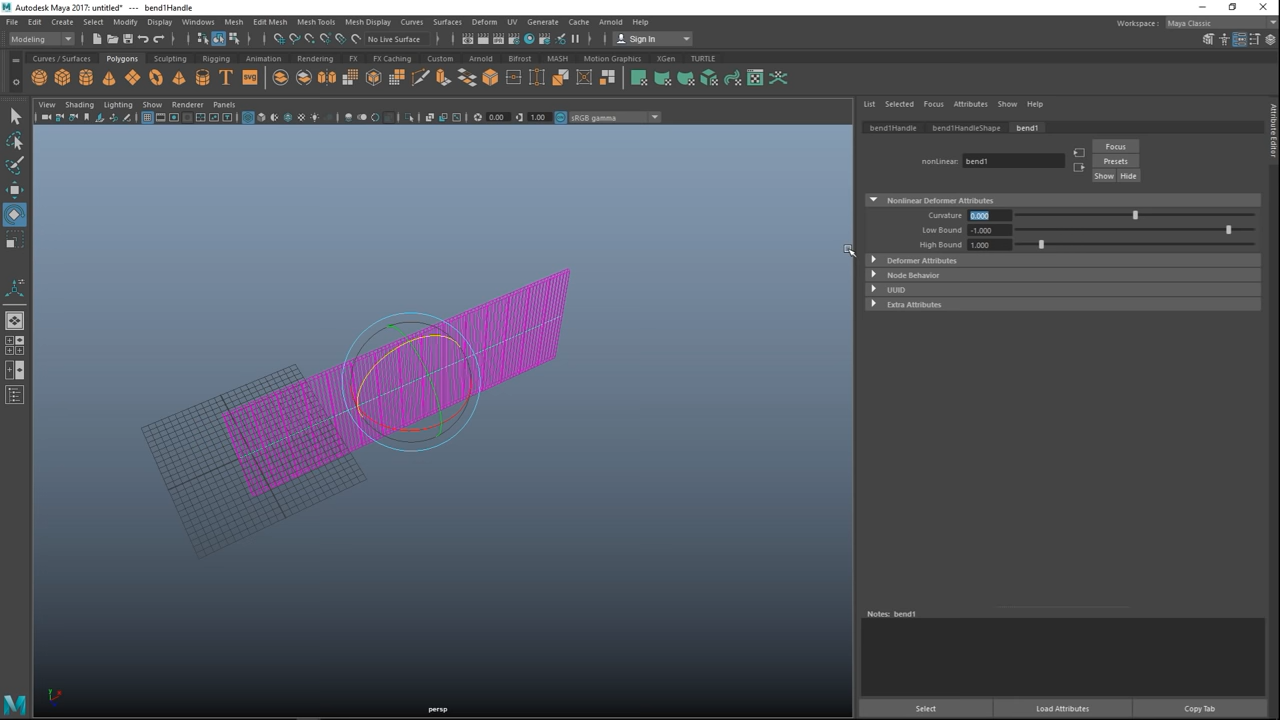 Autodesk Maya 2017: untitled* --- bend1Handle
File Edit Create Select Modify Display Windows Mesh Edit Mesh Mesh Tools Mesh Display Curves Surfaces Deform UV Generate Cache Arnold Help
Workspace : Maya Classic
Modeling No Live Surface Sign In
Curves / Surfaces Polygons Sculpting Rigging Animation Rendering FX FX Caching Custom Arnold Bifrost MASH Motion Graphics XGen TURTLE
T SVG
View Shading Lighting Show Renderer Panels
0.00 1.00 sRGB gamma
List Selected Focus Attributes Show Help
bend1Handle bend1HandleShape bend1
nonLinear: bend1
Focus
Presets
Show Hide
Nonlinear Deformer Attributes
Curvature 0.000
Low Bound -1.000
High Bound 1.000
Deformer Attributes
Node Behavior
UUID
Extra Attributes
Notes: bend1
Select Load Attributes Copy Tab
Attribute Editor
persp
y x